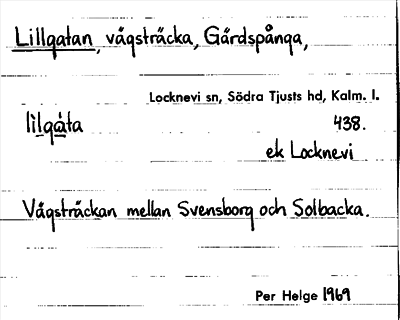 Lillgatan, vägsträcka, Gärdspånga,
Locknevi sn, Södra Tjusts hd, Kalm. l.
lilgáta 438.
ek Locknevi
Vägsträckan mellan Svensborg och Solbacka.
Per Helge 1969